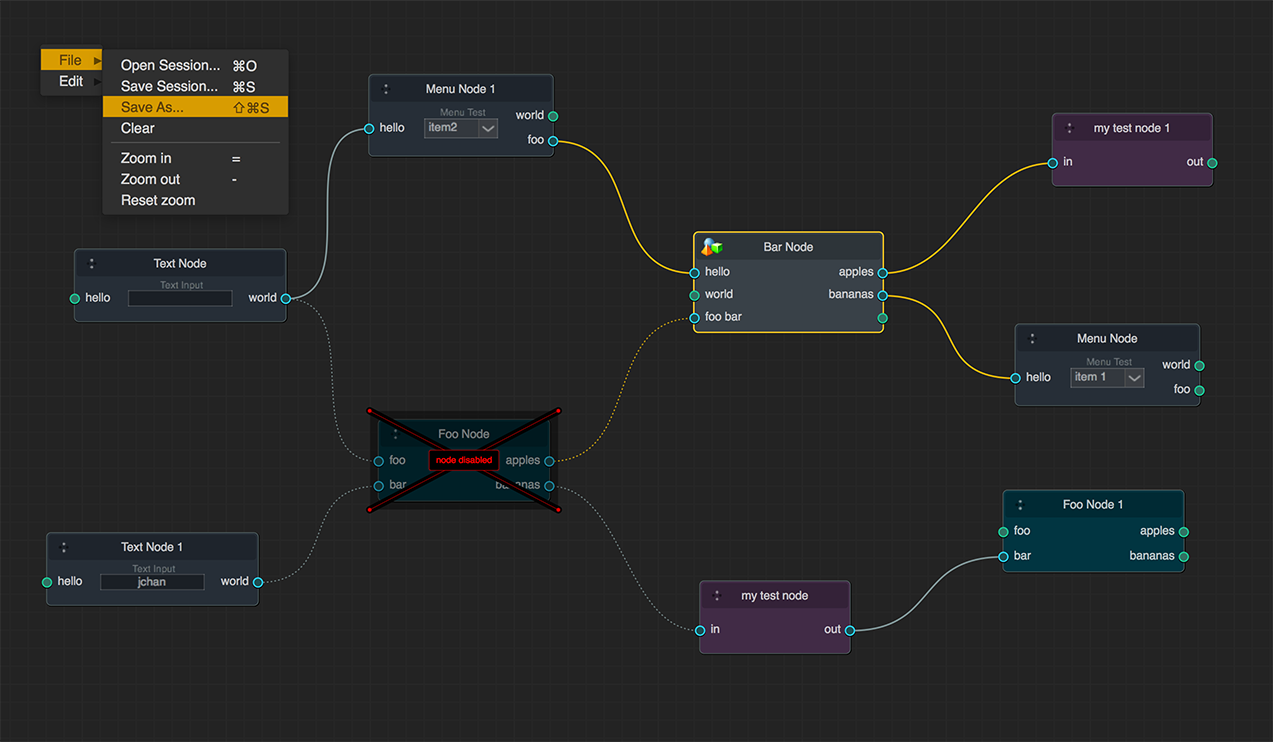 File
Edit
Open Session... ⌘O
Save Session... ⌘S
Save As... ⇧⌘S
Clear
Zoom in =
Zoom out -
Reset zoom
Menu Node 1
Menu Test
hello item2 world
foo
my test node 1
in out
Text Node
Text Input
hello world
Bar Node
hello apples
world bananas
foo bar
Menu Node
Menu Test
hello item 1 world
foo
Foo Node
foo node disabled apples
bar bananas
Foo Node 1
foo apples
bar bananas
Text Node 1
Text Input
hello jchan world
my test node
in out